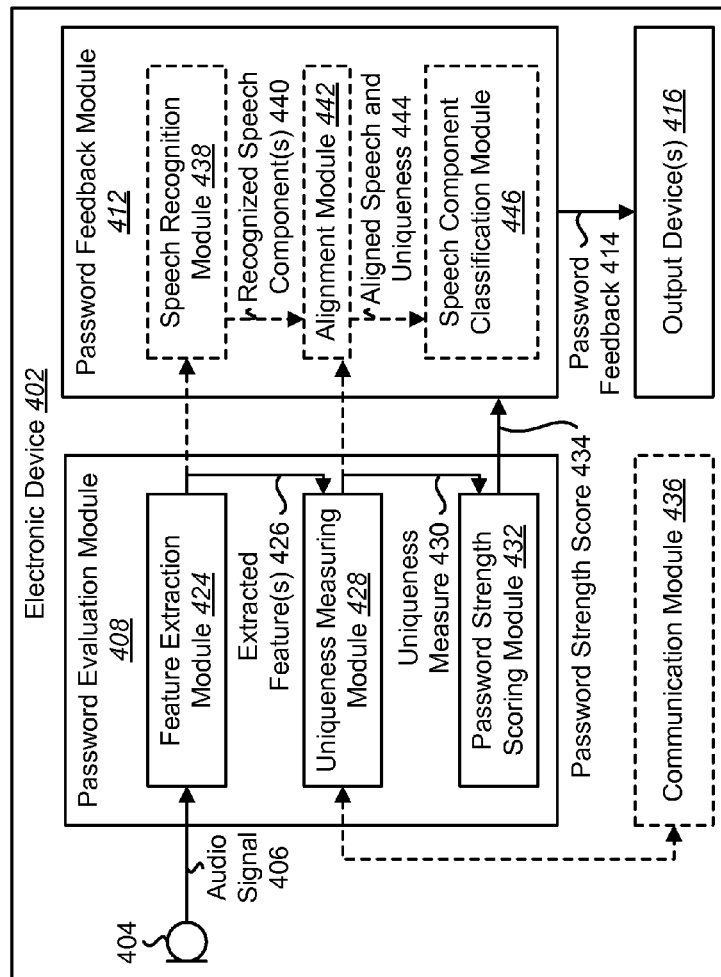 Electronic Device 402
404
Audio
Signal
406
Password Evaluation Module
408
Feature Extraction
Module 424
Extracted
Feature(s) 426
Uniqueness Measuring
Module 428
Uniqueness
Measure 430
Password Strength
Scoring Module 432
Password Strength Score 434
Communication Module 436
Password Feedback Module
412
Speech Recognition
Module 438
Recognized Speech
Component(s) 440
Alignment Module 442
Aligned Speech and
Uniqueness 444
Speech Component
Classification Module
446
Password
Feedback 414
Output Device(s) 416